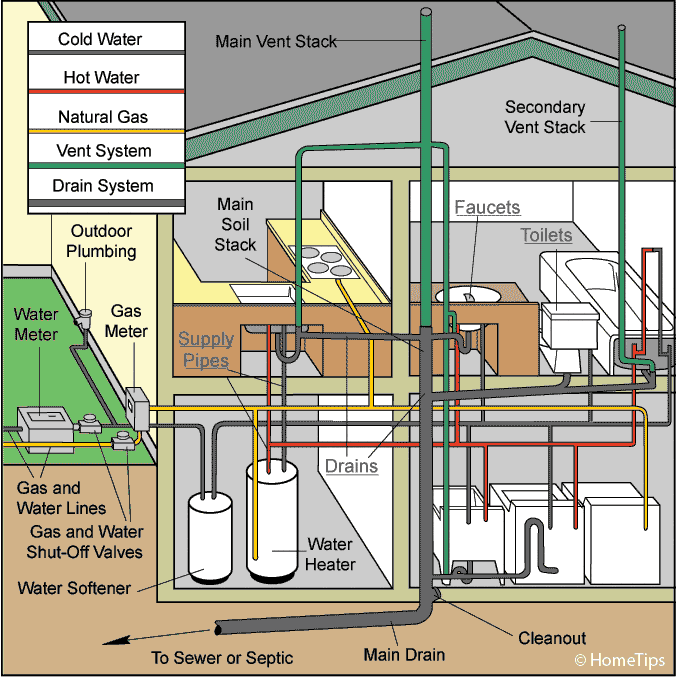 Cold Water
Hot Water
Natural Gas
Vent System
Drain System
Main Vent Stack
Secondary
Vent Stack
Main
Soil
Stack
Faucets
Toilets
Outdoor
Plumbing
Water
Meter
Gas
Meter
Supply
Pipes
Drains
Gas and
Water Lines
Gas and Water
Shut-Off Valves
Water Softener
Water
Heater
Cleanout
Main Drain
To Sewer or Septic
© HomeTips